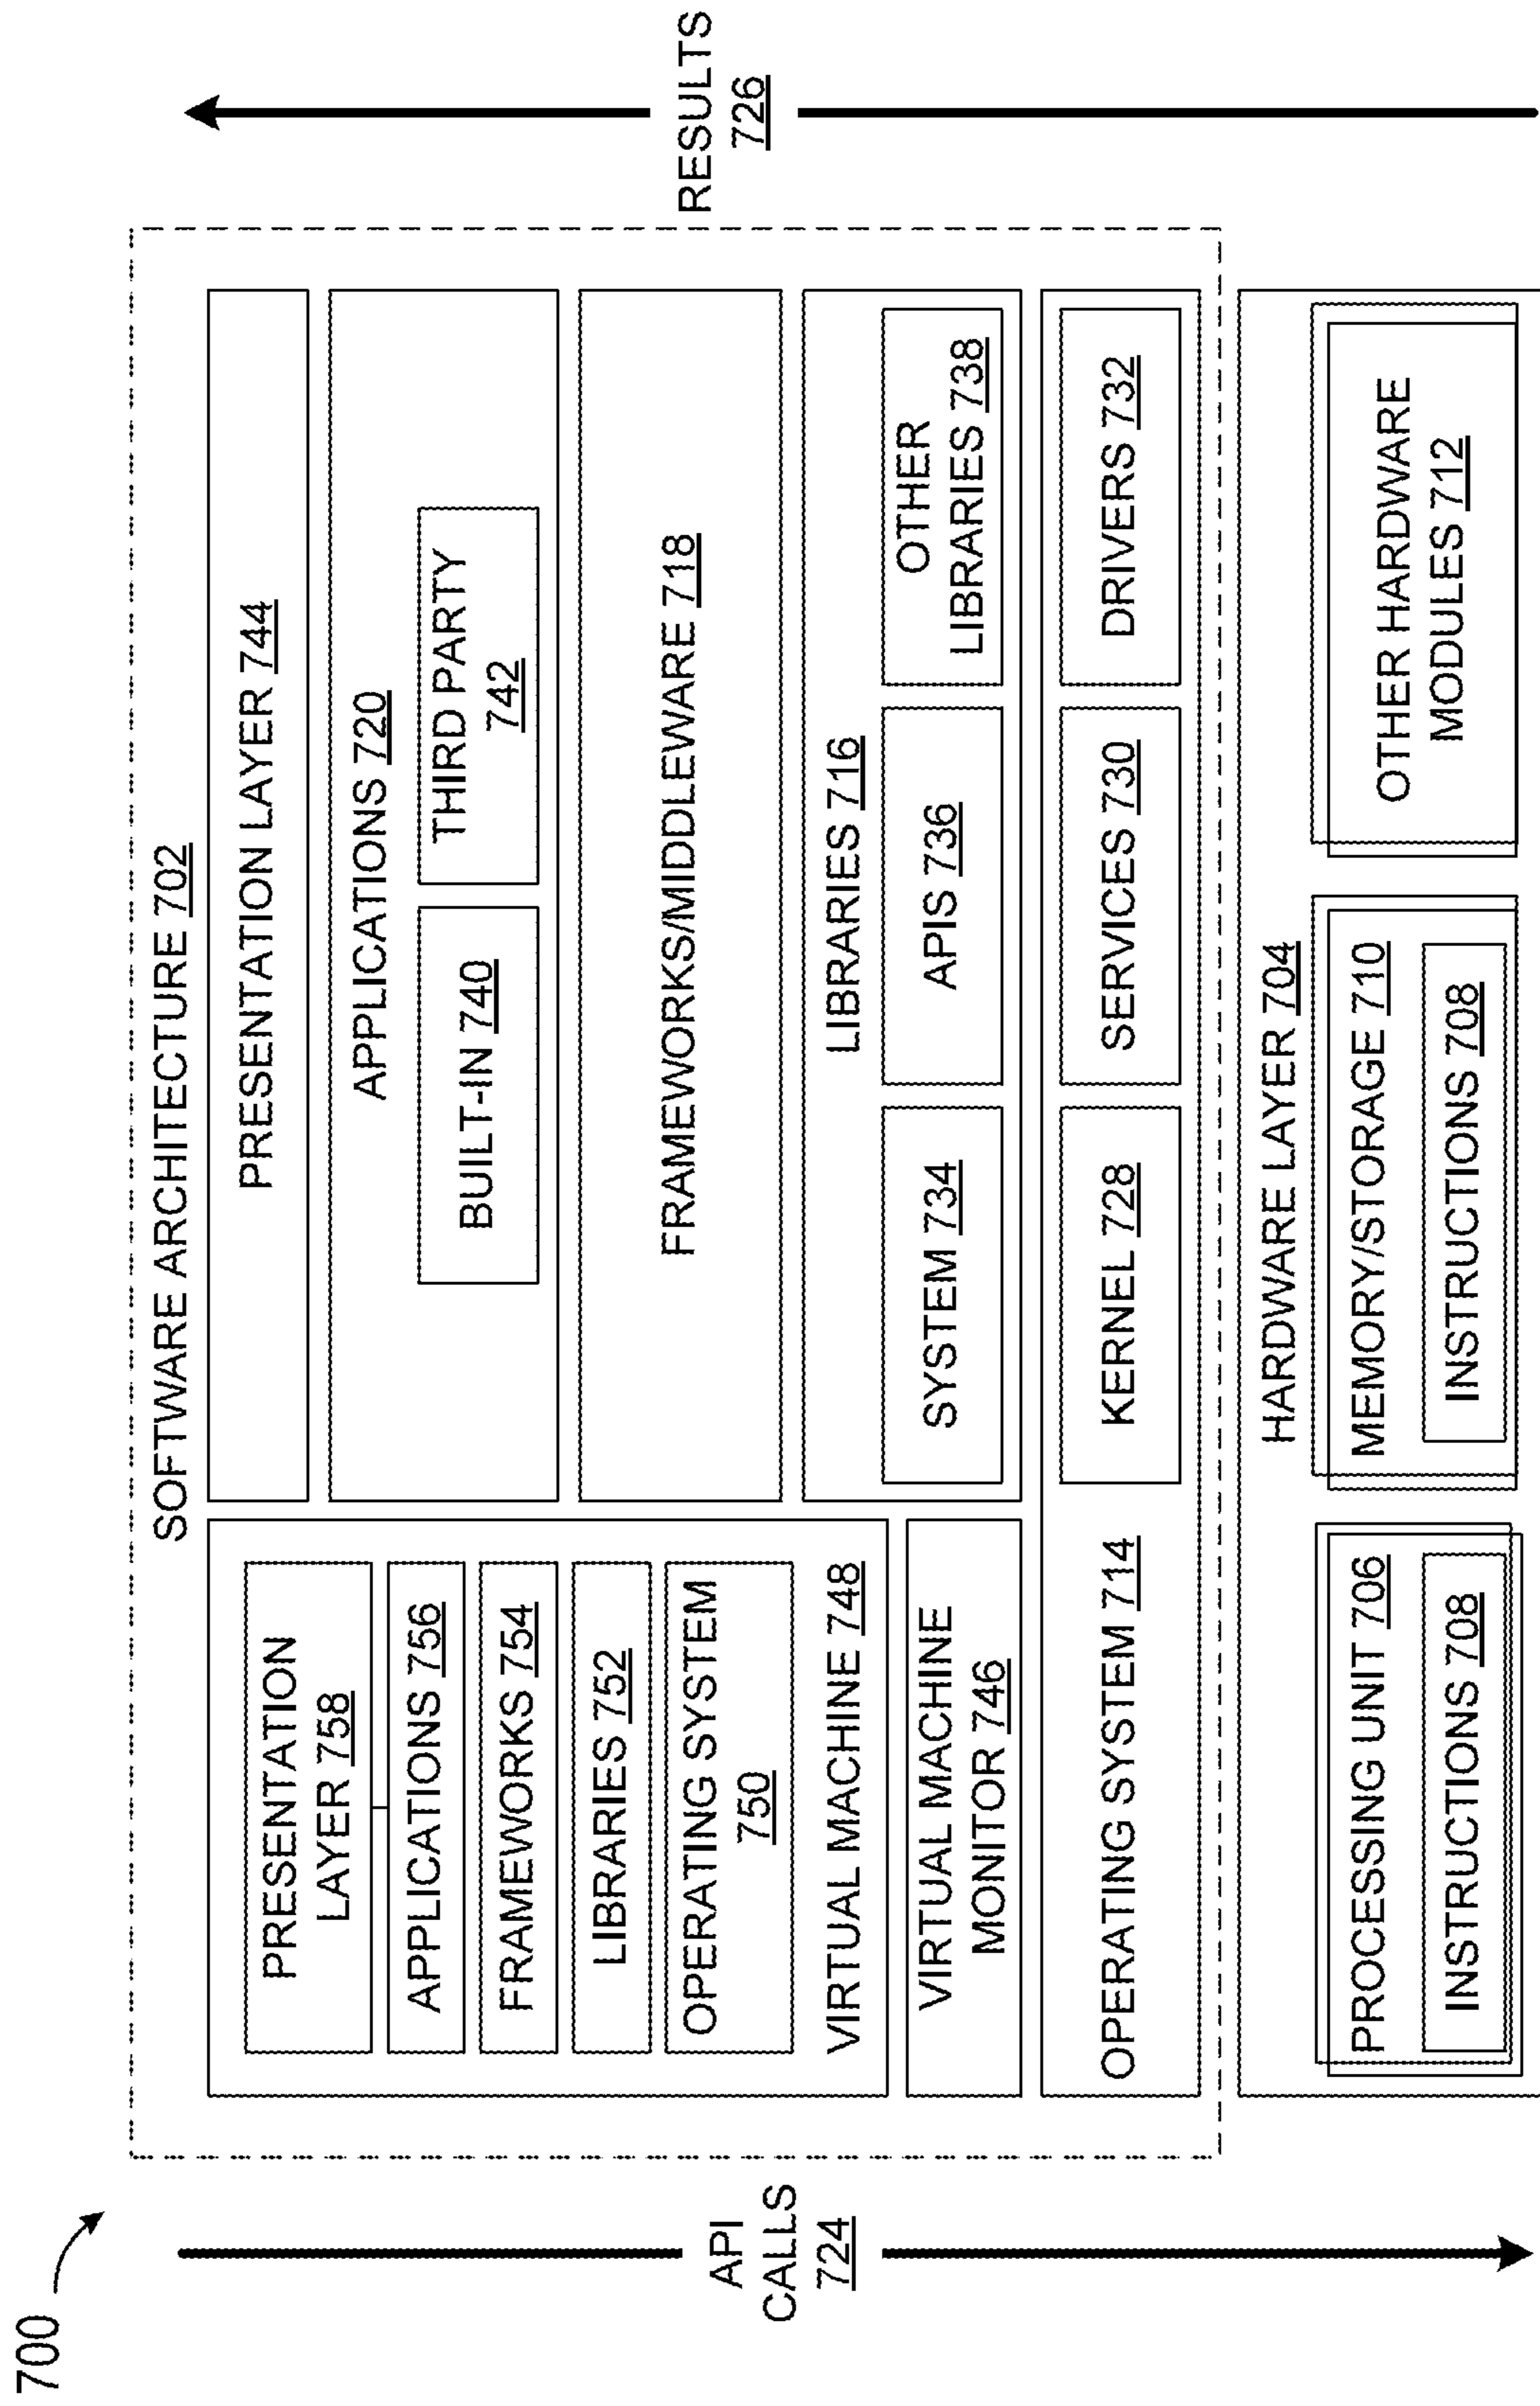 700
SOFTWARE ARCHITECTURE 702
PRESENTATION
LAYER 758
APPLICATIONS 756
FRAMEWORKS 754
LIBRARIES 752
OPERATING SYSTEM
750
VIRTUAL MACHINE 748
VIRTUAL MACHINE
MONITOR 746
PRESENTATION LAYER 744
APPLICATIONS 720
BUILT-IN 740
THIRD PARTY
742
FRAMEWORKS/MIDDLEWARE 718
LIBRARIES 716
SYSTEM 734
APIS 736
OTHER
LIBRARIES 738
OPERATING SYSTEM 714
KERNEL 728
SERVICES 730
DRIVERS 732
HARDWARE LAYER 704
PROCESSING UNIT 706
INSTRUCTIONS 708
MEMORY/STORAGE 710
INSTRUCTIONS 708
OTHER HARDWARE
MODULES 712
API
CALLS
724
RESULTS
726